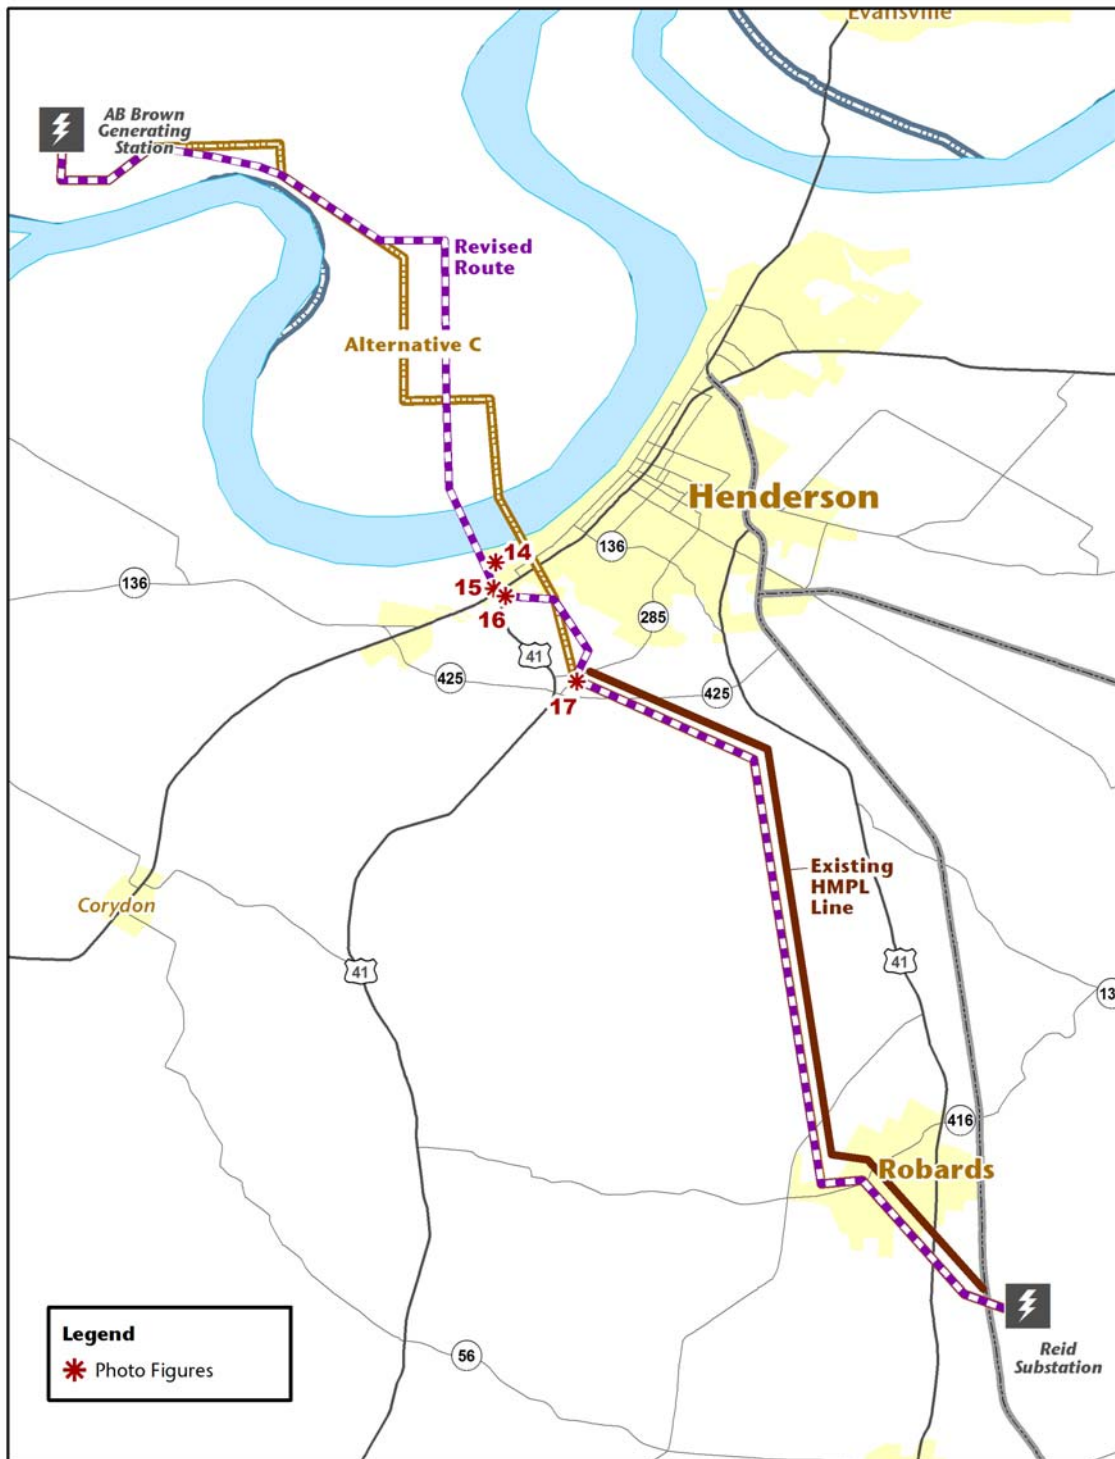 Evansville
AB Brown
Generating
Station
Revised
Route
Alternative C
Henderson
14
136
136
15
16
285
41
425
425
17
Existing
HMPL
Line
Corydon
41
41
13
416
Robards
Legend
Photo Figures
56
Reid
Substation